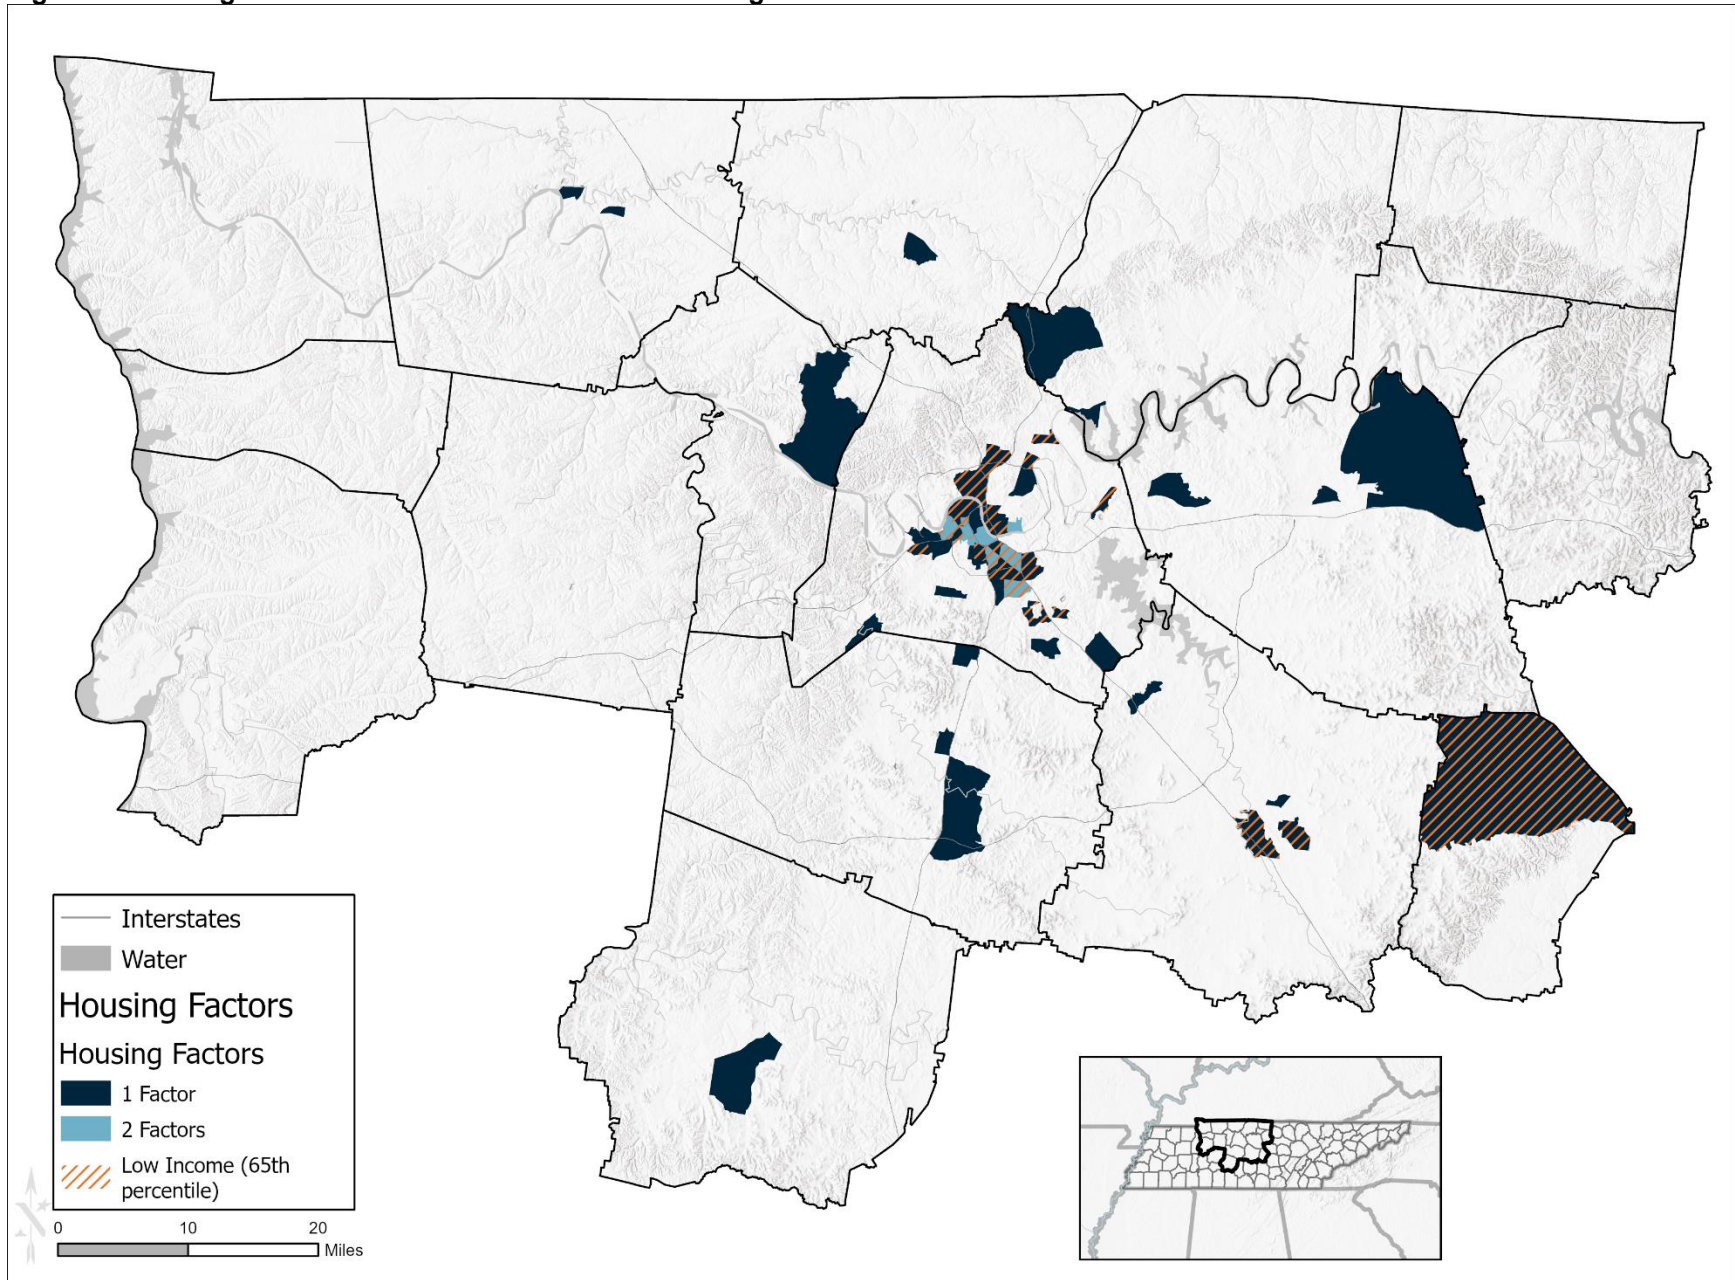 Interstates
Water
Housing Factors
Housing Factors
1 Factor
2 Factors
Low Income (65th
percentile)
0 10 20
Miles